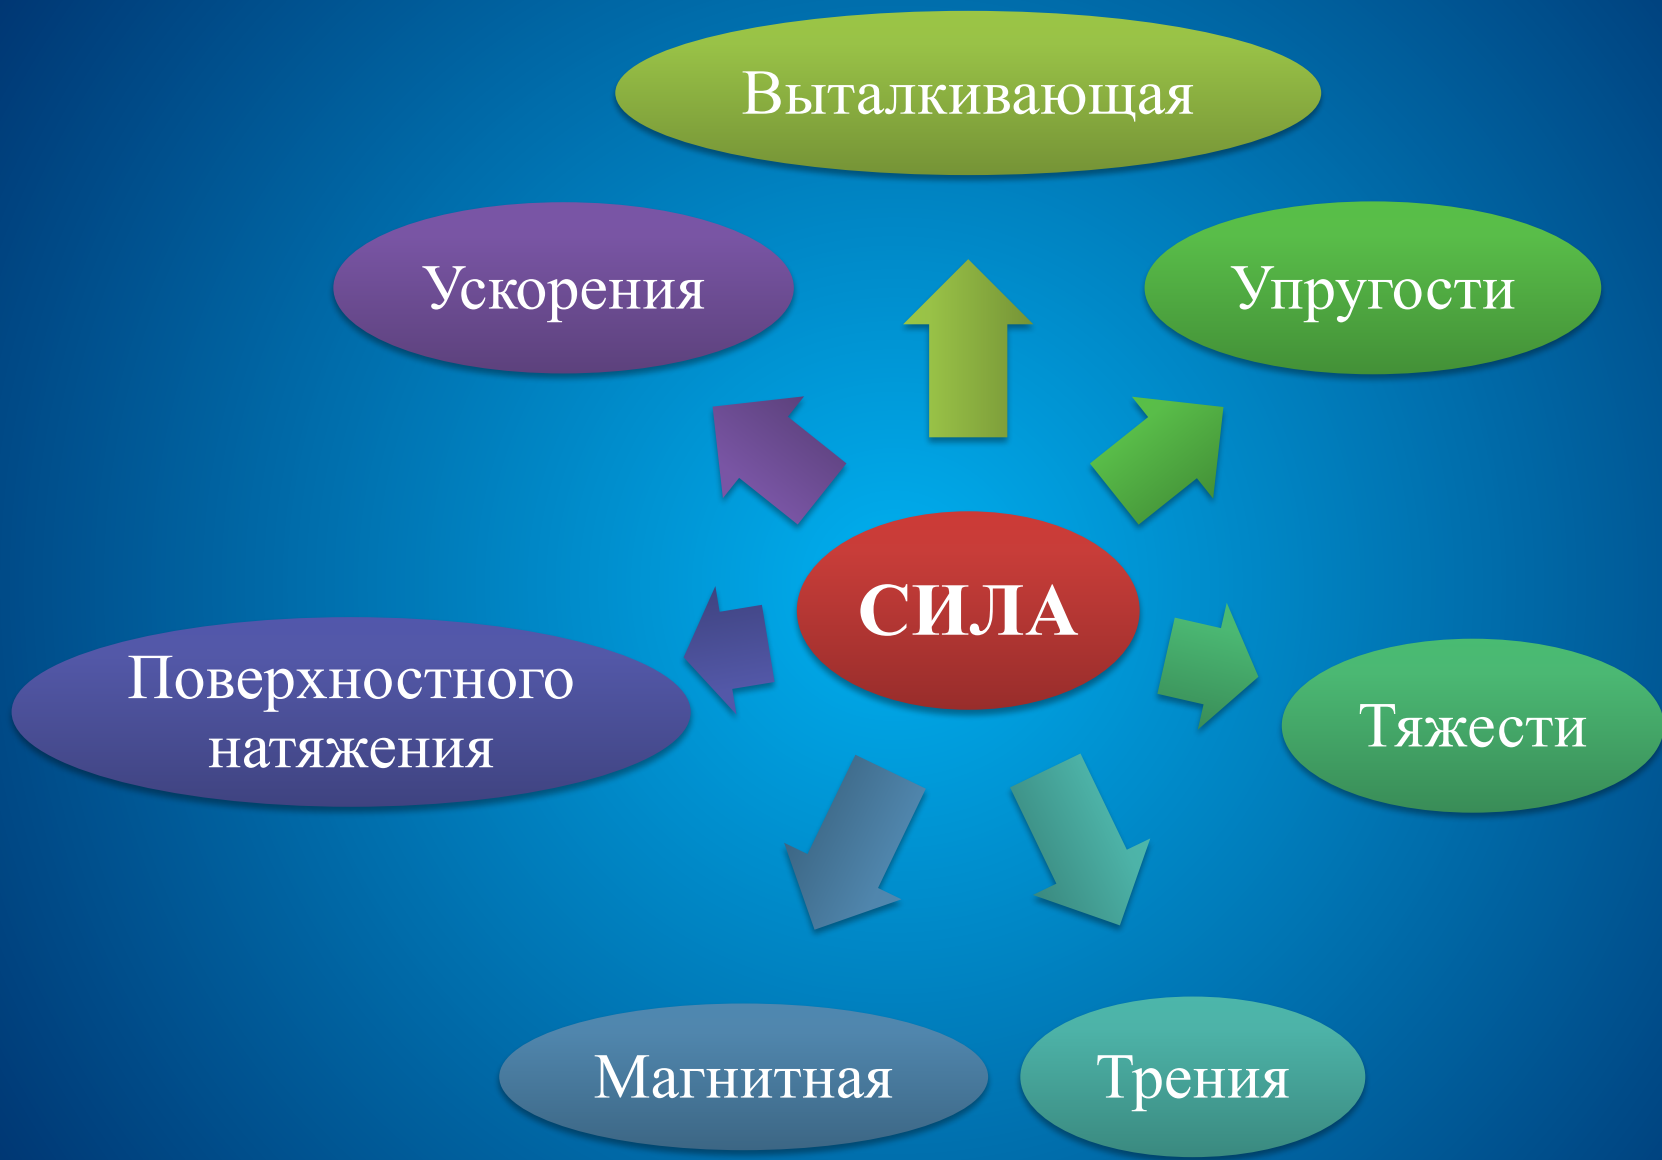 Выталкивающая
Ускорения
Упругости
СИЛА
Поверхностного
натяжения
Тяжести
Магнитная
Трения